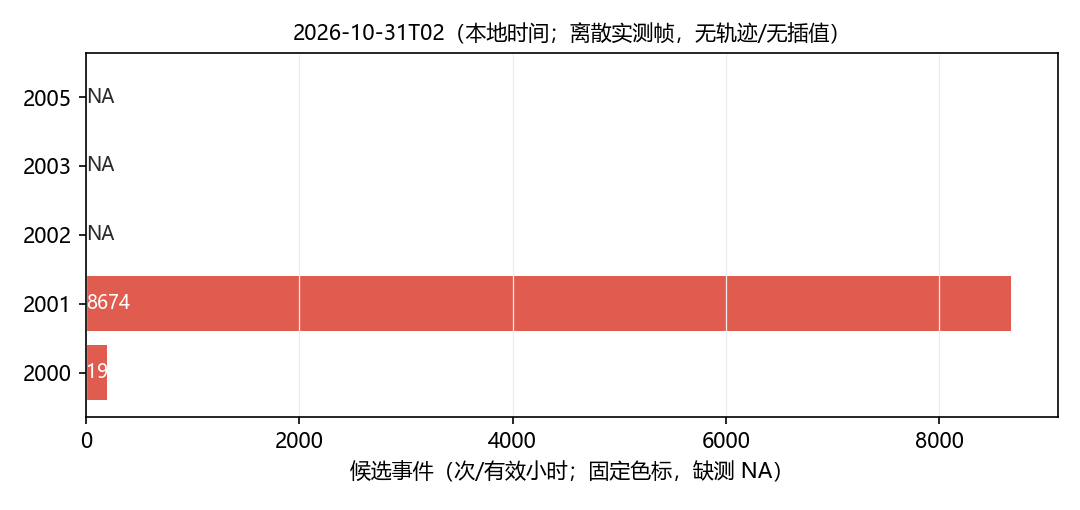 2026-10-31T02（本地时间；离散实测帧，无轨迹/无插值）
2005 NA
2003 NA
2002 NA
2001 8674
2000 19
0 2000 4000 6000 8000
候选事件（次/有效小时；固定色标，缺测 NA）